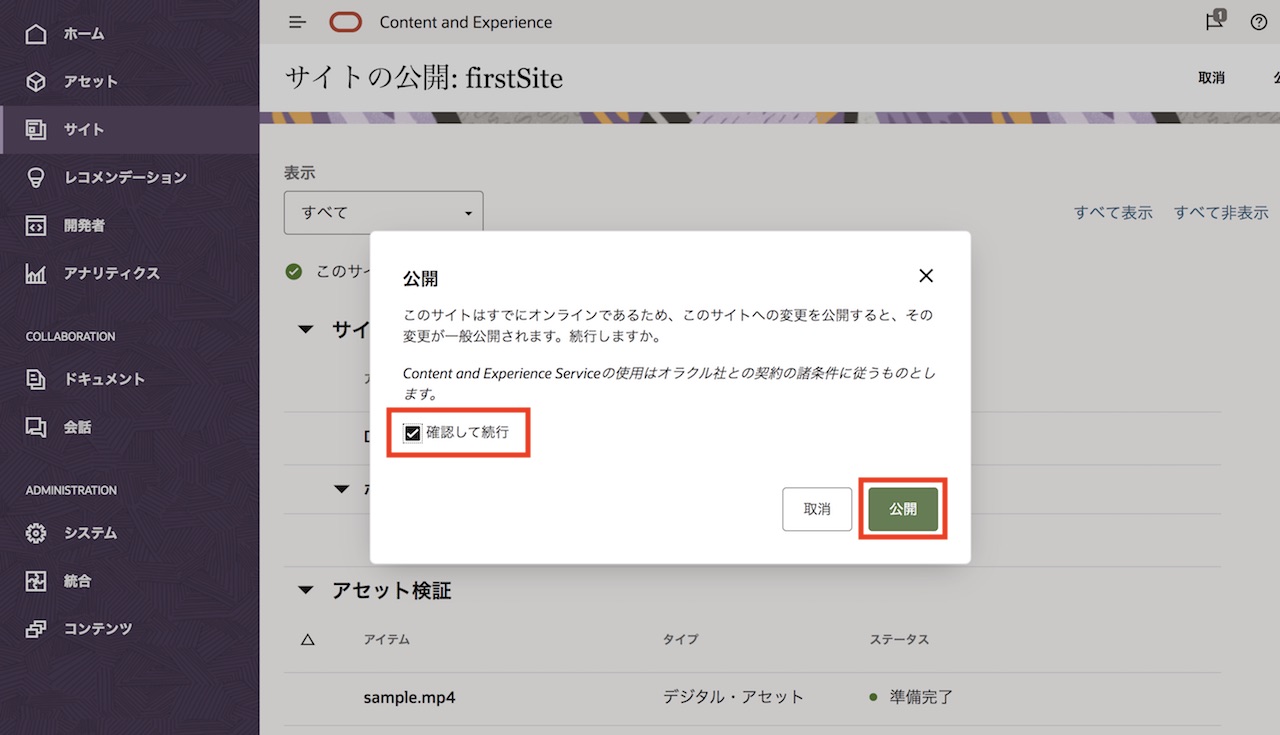 ホーム
アセット
サイト
レコメンデーション
開発者
アナリティクス
COLLABORATION
ドキュメント
会話
ADMINISTRATION
システム
統合
コンテンツ
Content and Experience
1
サイトの公開: firstSite
取消
表示
すべて
すべて表示 すべて非表示
このサイ
サイ
公開
このサイトはすでにオンラインであるため、このサイトへの変更を公開すると、その
変更が一般公開されます。続行しますか。
Content and Experience Serviceの使用はオラクル社との契約の諸条件に従うものとし
ます。
確認して続行
取消 公開
アセット検証
アイテム タイプ ステータス
sample.mp4 デジタル・アセット 準備完了